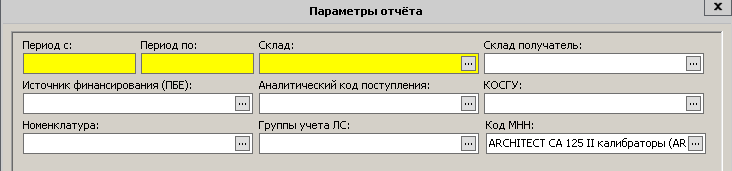 Параметры отчёта
x
Период с: Период по: Склад: Склад получатель:
... ...
Источник финансирования (ПБЕ): Аналитический код поступления: КОСГУ:
... ... ...
Номенклатура: Группы учета ЛС: Код МНН:
... ... ARCHITECT CA 125 II калибраторы (AR ...